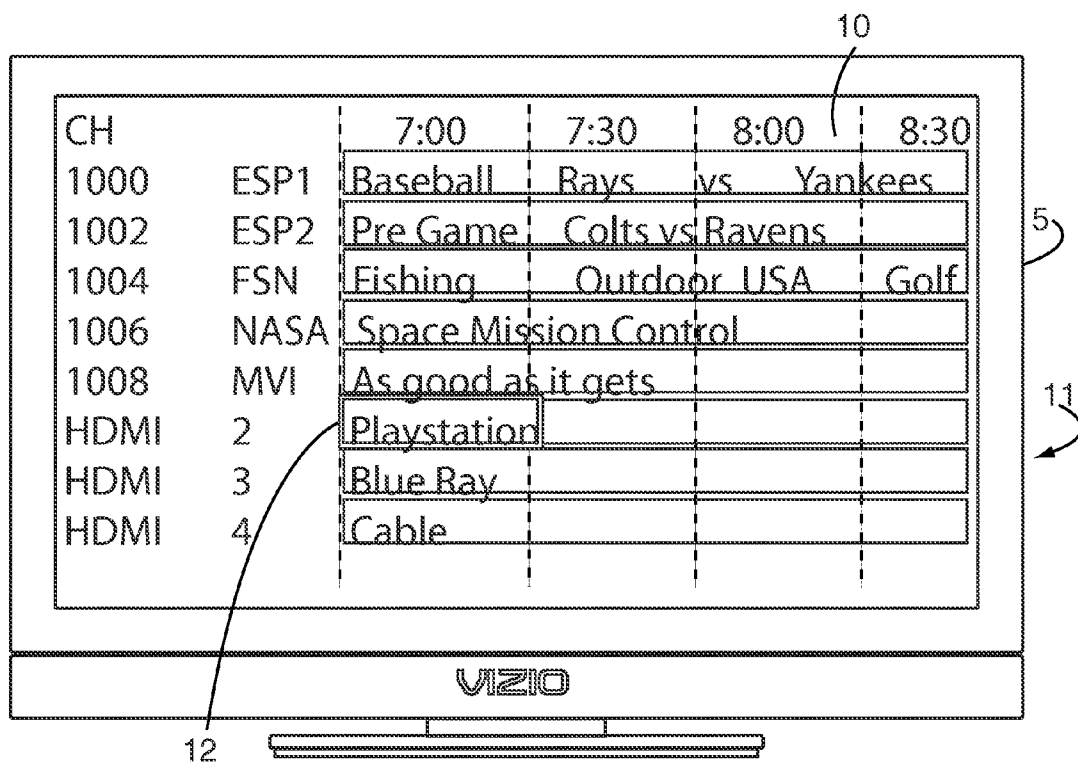 10
CH 7:00 7:30 8:00 8:30
1000 ESP1 Baseball Rays vs Yankees
1002 ESP2 Pre Game Colts vs Ravens
5
1004 FSN Fishing Outdoor USA Golf
1006 NASA Space Mission Control
1008 MVI As good as it gets
11
HDMI 2 Playstation
HDMI 3 Blue Ray
HDMI 4 Cable
VIZIO
12